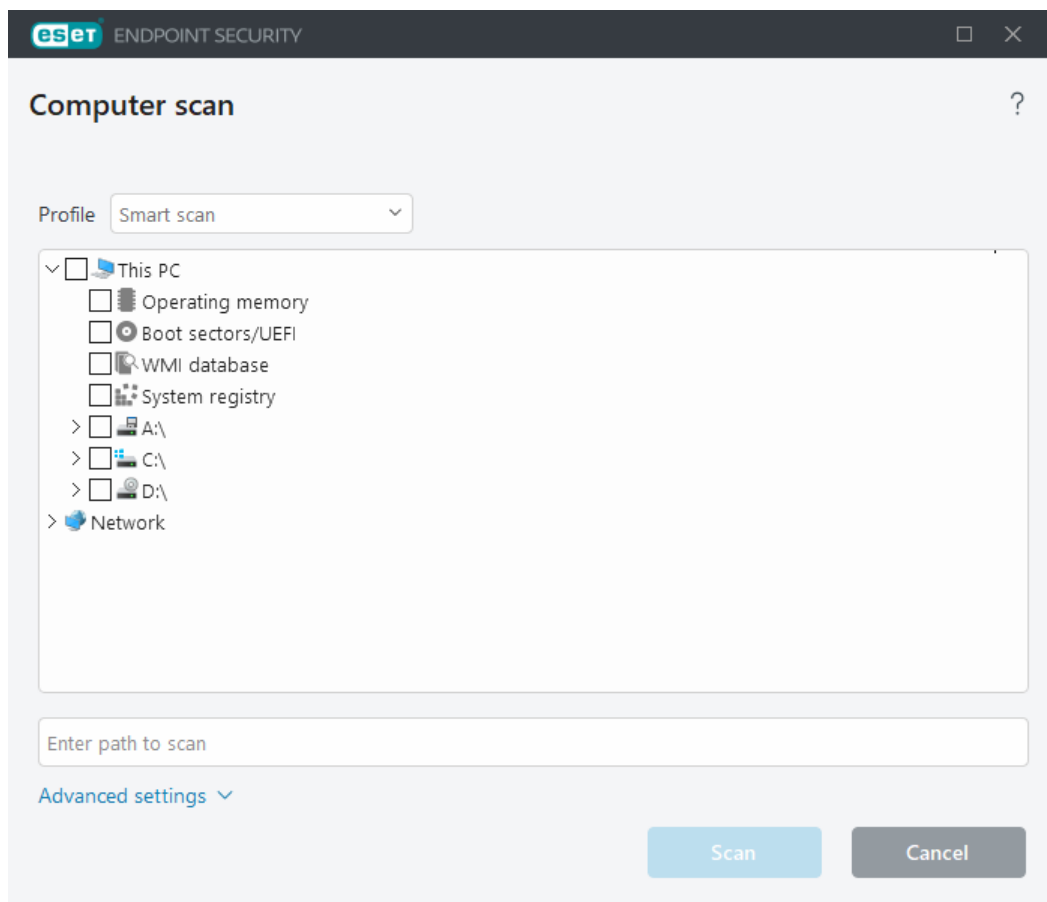 eset ENDPOINT SECURITY
Computer scan
?
Profile Smart scan
This PC
Operating memory
Boot sectors/UEFI
WMI database
System registry
A:\
C:\
D:\
Network
Enter path to scan
Advanced settings
Scan Cancel